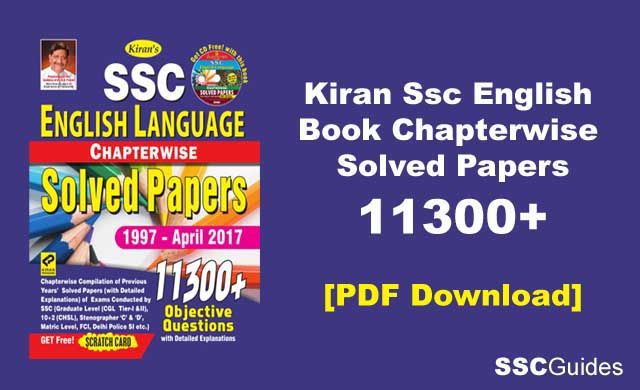 Kiran's
Get CD Free! with this book
SSC
ENGLISH LANGUAGE
CHAPTERWISE
Solved Papers
1997 - April 2017
KIRAN
Chapterwise Compilation of Previous
Years' Solved Papers (with Detailed
Explanations) of Exams Conducted by
SSC (Graduate Level (CGL Tier-I &II),
10+2 (CHSL), Stenographer 'C' & 'D',
Matric Level, FCI, Delhi Police SI etc.)
11300+
Objective
Questions
with Detailed Explanations
GET Free! SCRATCH CARD
Kiran Ssc English
Book Chapterwise
Solved Papers
11300+
[PDF Download]
SSCGuides